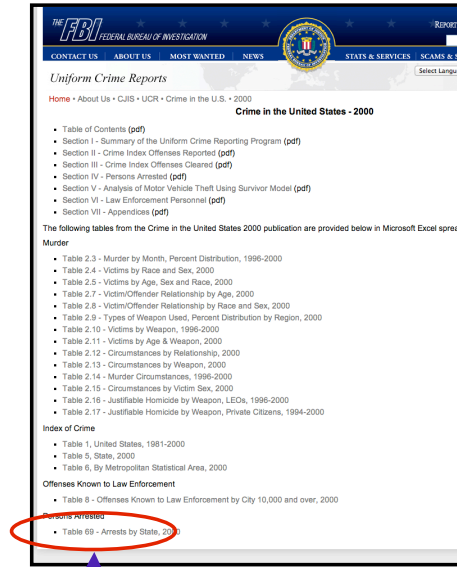 THE FBI FEDERAL BUREAU OF INVESTIGATION
REPORT
CONTACT US ABOUT US MOST WANTED NEWS STATS & SERVICES SCAMS &
Uniform Crime Reports
Select Langu
Home • About Us • CJIS • UCR • Crime in the U.S. • 2000
Crime in the United States - 2000
Table of Contents (pdf)
Section I - Summary of the Uniform Crime Reporting Program (pdf)
Section II - Crime Index Offenses Reported (pdf)
Section III - Crime Index Offenses Cleared (pdf)
Section IV - Persons Arrested (pdf)
Section V - Analysis of Motor Vehicle Theft Using Survivor Model (pdf)
Section VI - Law Enforcement Personnel (pdf)
Section VII - Appendices (pdf)
The following tables from the Crime in the United States 2000 publication are provided below in Microsoft Excel sprea
Murder
Table 2.3 - Murder by Month, Percent Distribution, 1996-2000
Table 2.4 - Victims by Race and Sex, 2000
Table 2.5 - Victims by Age, Sex and Race, 2000
Table 2.7 - Victim/Offender Relationship by Age, 2000
Table 2.8 - Victim/Offender Relationship by Race and Sex, 2000
Table 2.9 - Types of Weapon Used, Percent Distribution by Region, 2000
Table 2.10 - Victims by Weapon, 1996-2000
Table 2.11 - Victims by Age & Weapon, 2000
Table 2.12 - Circumstances by Relationship, 2000
Table 2.13 - Circumstances by Weapon, 2000
Table 2.14 - Murder Circumstances, 1996-2000
Table 2.15 - Circumstances by Victim Sex, 2000
Table 2.16 - Justifiable Homicide by Weapon, LEOs, 1996-2000
Table 2.17 - Justifiable Homicide by Weapon, Private Citizens, 1994-2000
Index of Crime
Table 1, United States, 1981-2000
Table 5, State, 2000
Table 6, By Metropolitan Statistical Area, 2000
Offenses Known to Law Enforcement
Table 8 - Offenses Known to Law Enforcement by City 10,000 and over, 2000
Persons Arrested
Table 69 - Arrests by State, 2000